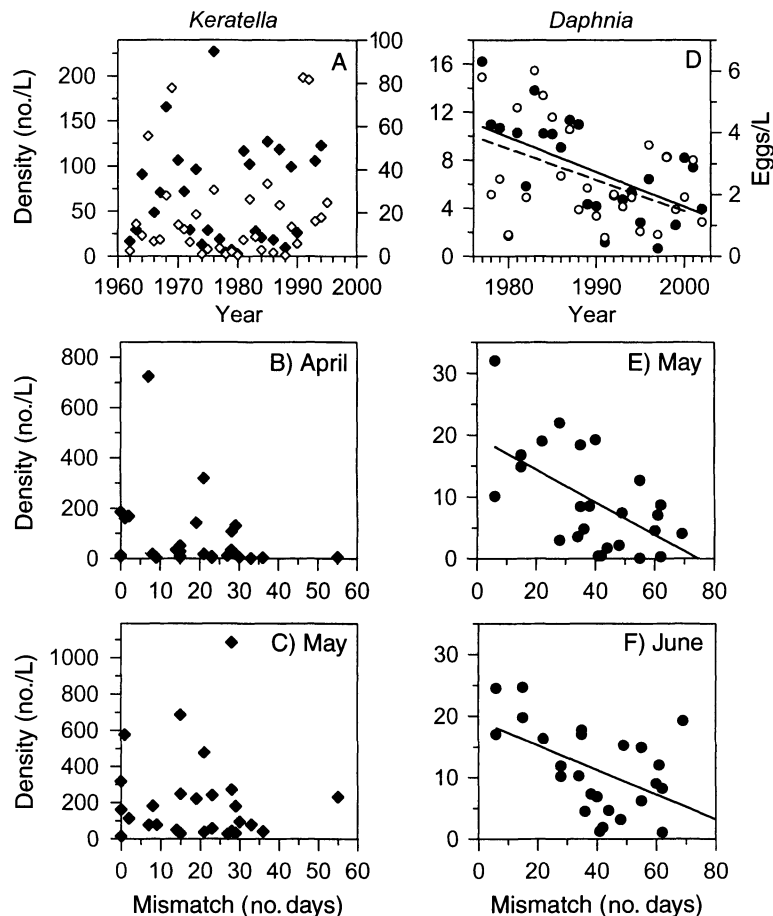 Keratella
Daphnia
A
Density (no./L)
200
150
100
50
0
100
80
60
40
20
0
1960 1970 1980 1990 2000
Year
D
16
12
8
4
0
6
5
4
3
2
1
0
Eggs/L
1980 1990 2000
Year
B) April
Density (no./L)
800
600
400
200
0
0 10 20 30 40 50 60
E) May
30
20
10
0
0 20 40 60 80
C) May
Density (no./L)
1000
800
600
400
200
0
0 10 20 30 40 50 60
Mismatch (no. days)
F) June
30
20
10
0
0 20 40 60 80
Mismatch (no. days)